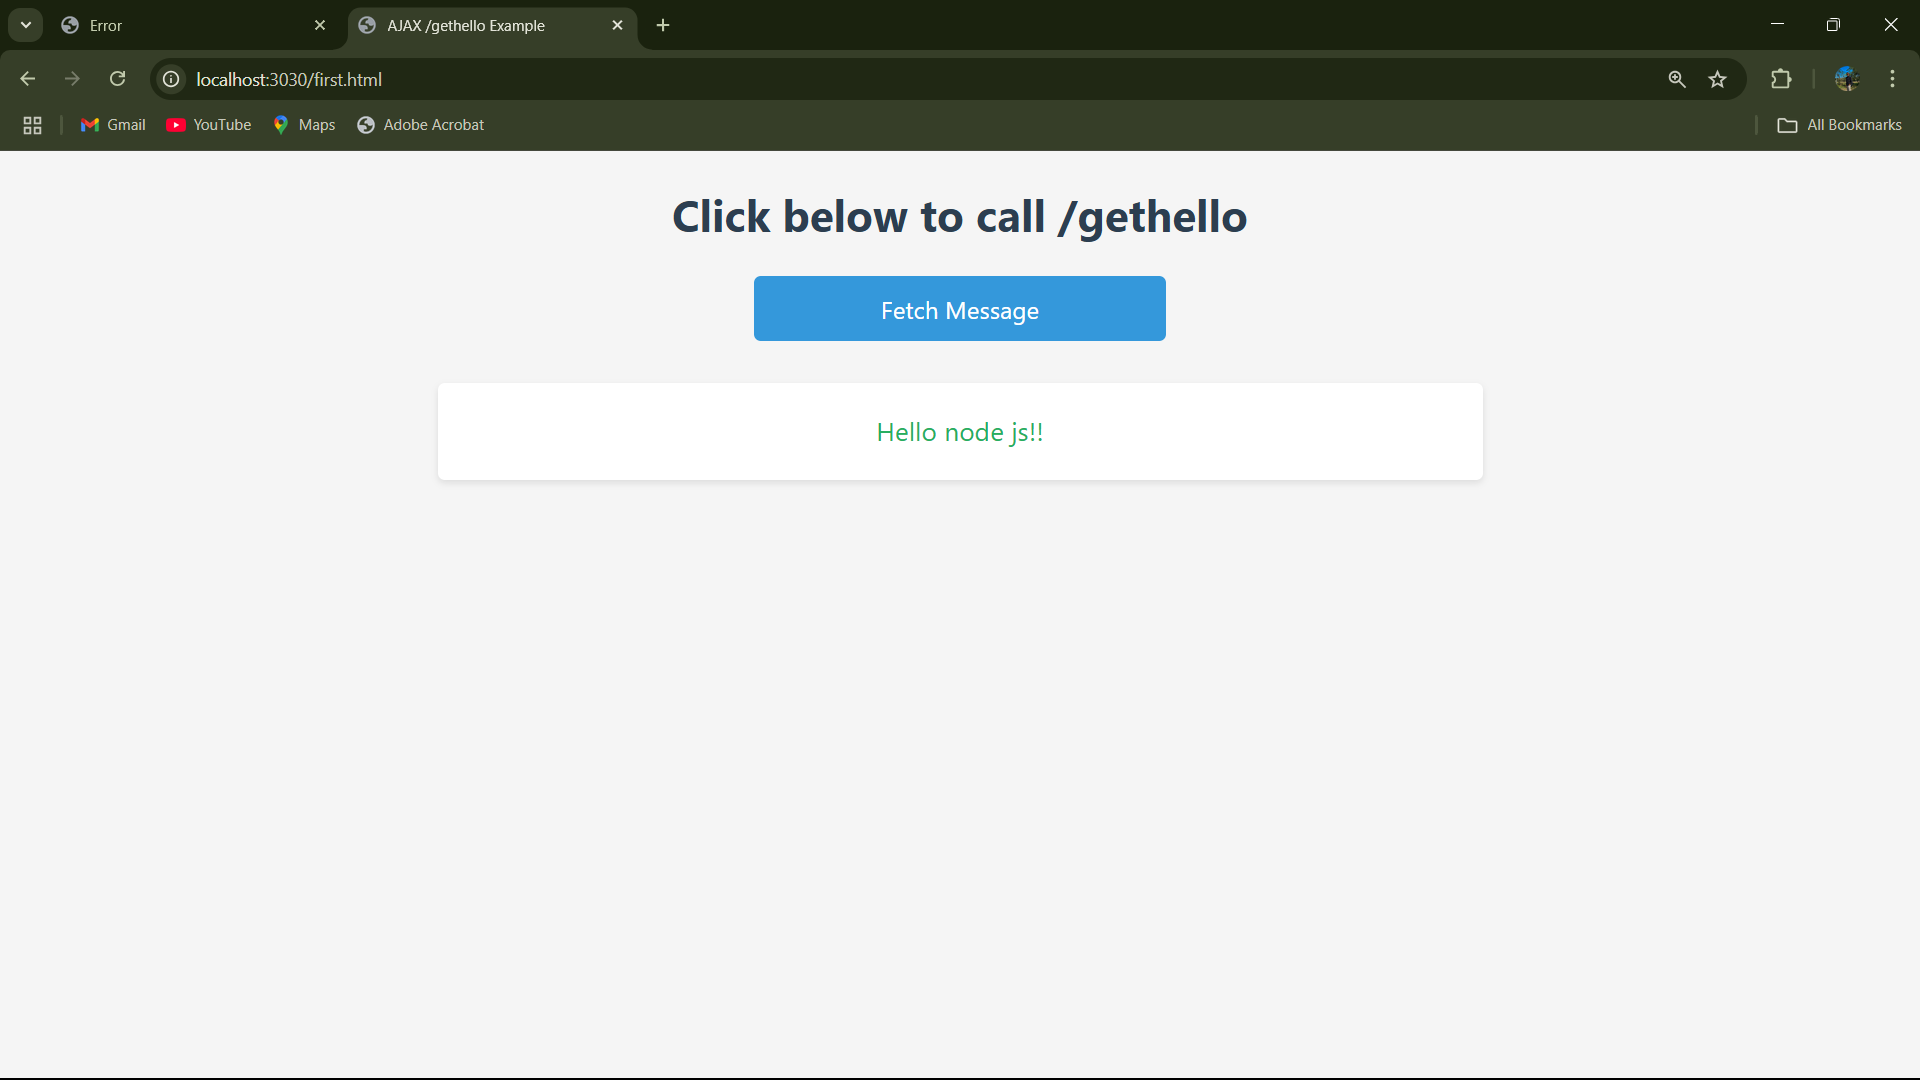 Error
AJAX /gethello Example
localhost:3030/first.html
Gmail
YouTube
Maps
Adobe Acrobat
All Bookmarks
Click below to call /gethello
Fetch Message
Hello node js!!